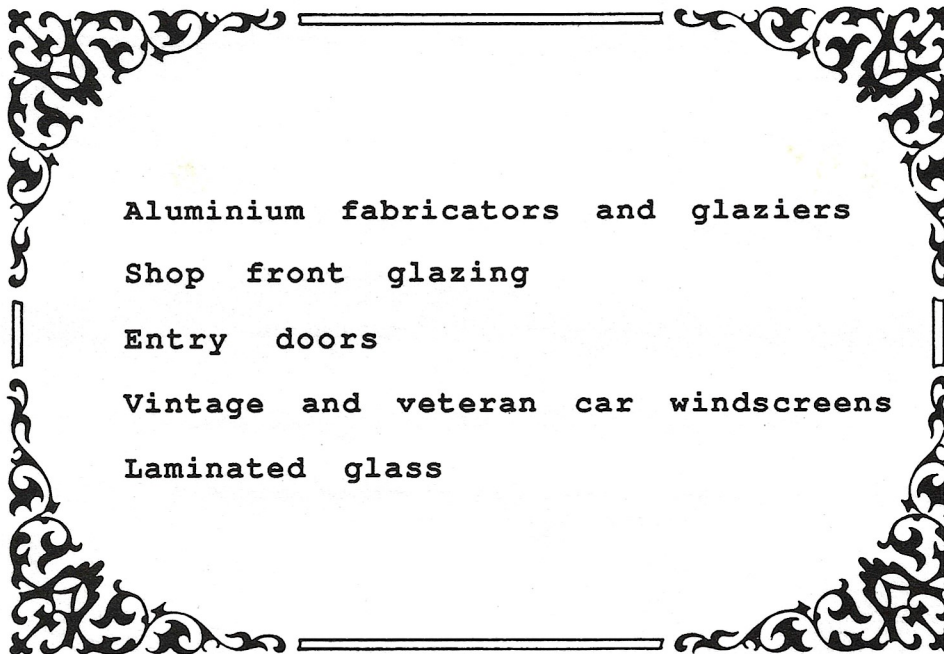 Aluminium fabricators and glaziers
Shop front glazing
Entry doors
Vintage and veteran car windscreens
Laminated glass